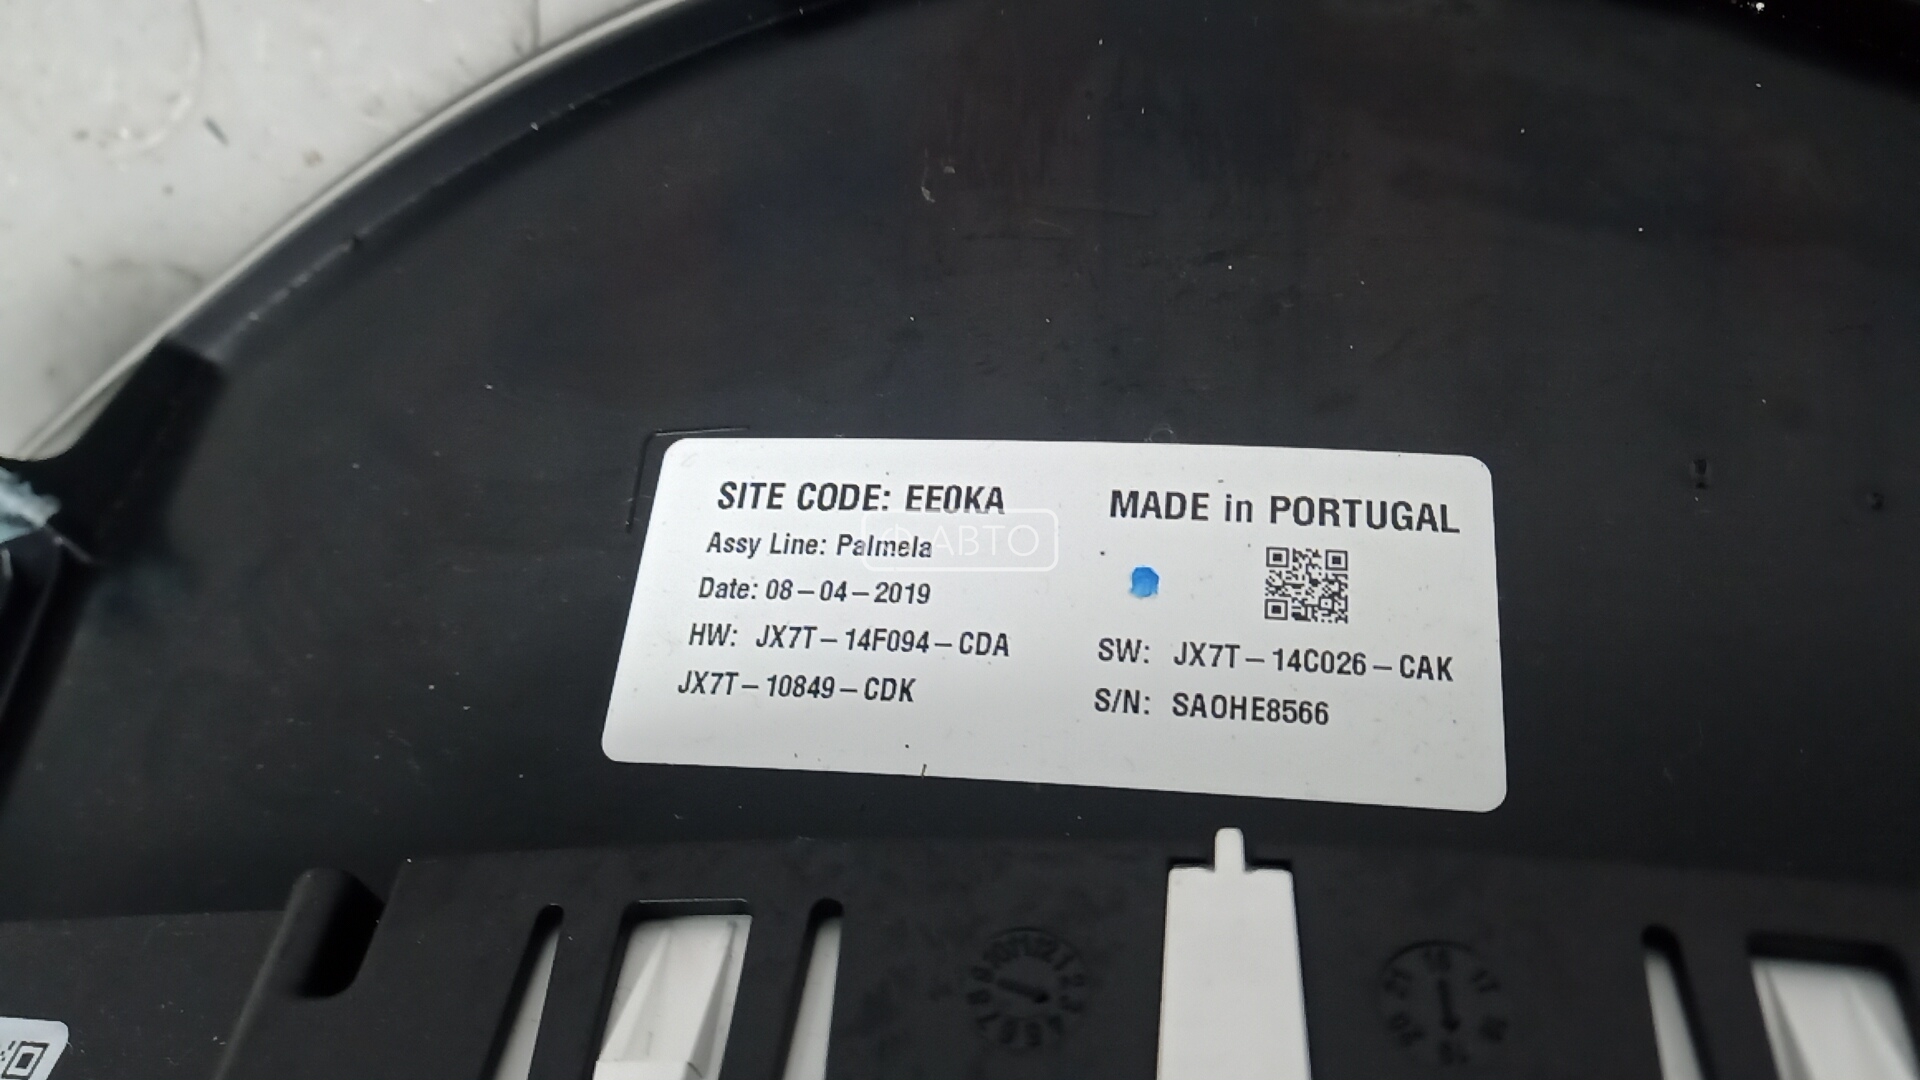 SITE CODE: EE0KA
Assy Line: Palmela
Date: 08-04-2019
HW: JX7T-14F094-CDA
JX7T-10849-CDK
MADE in PORTUGAL
SW: JX7T-14C026-CAK
S/N: SA0HE8566
АВТО